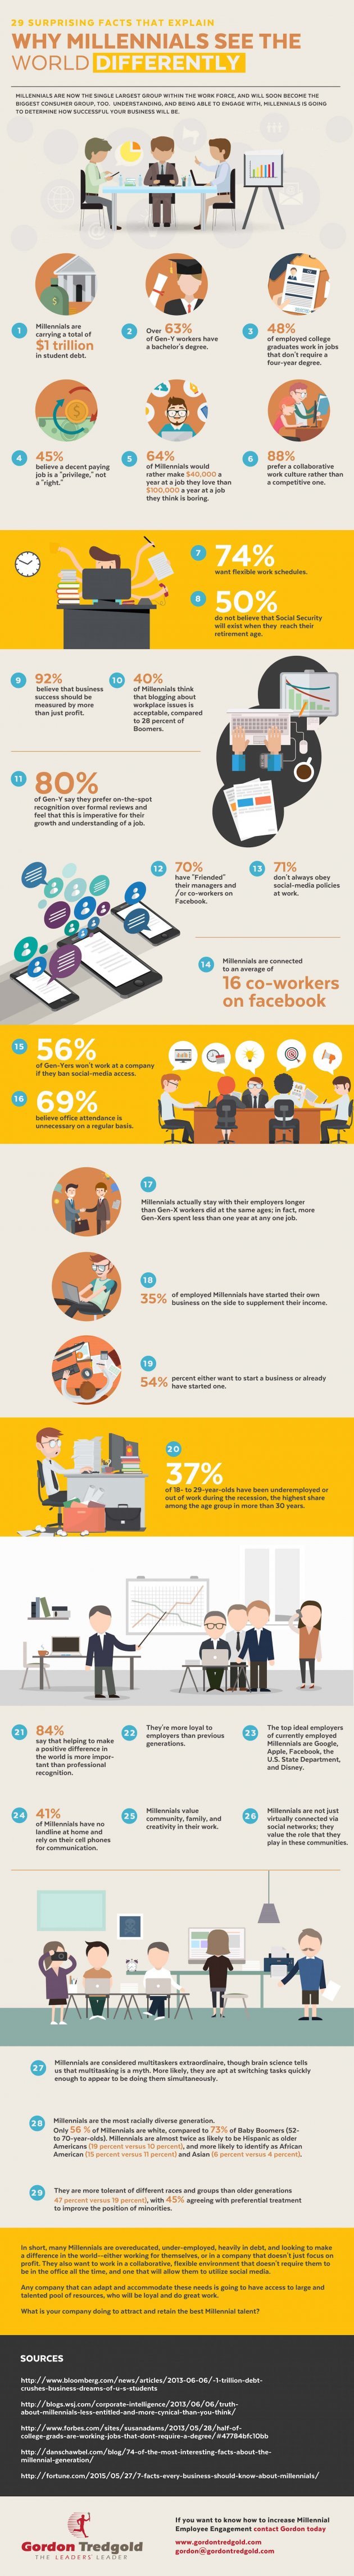 29 SURPRISING FACTS THAT EXPLAIN
WHY MILLENNIALS SEE THE
WORLD DIFFERENTLY
MILLENNIALS ARE NOW THE SINGLE LARGEST GROUP WITHIN THE WORK FORCE, AND WILL SOON BECOME THE
BIGGEST CONSUMER GROUP, TOO. UNDERSTANDING, AND BEING ABLE TO ENGAGE WITH, MILLENNIALS IS GOING
TO DETERMINE HOW SUCCESSFUL YOUR BUSINESS WILL BE.
1
Millennials are
carrying a total of
$1 trillion
in student debt.
2
Over 63%
of Gen-Y workers have
a bachelor's degree.
3
48%
of employed college
graduates work in jobs
that don't require a
four-year degree.
4
45%
believe a decent paying
job is a "privilege," not
a "right."
5
64%
of Millennials would
rather make $40,000 a
year at a job they love than
$100,000 a year at a job
they think is boring.
6
88%
prefer a collaborative
work culture rather than
a competitive one.
7
74%
want flexible work schedules.
8
50%
do not believe that Social Security
will exist when they reach their
retirement age.
9
92%
believe that business
success should be
measured by more
than just profit.
10
40%
of Millennials think
that blogging about
workplace issues is
acceptable, compared
to 28 percent of
Boomers.
11
80%
of Gen-Y say they prefer on-the-spot
recognition over formal reviews and
feel that this is imperative for their
growth and understanding of a job.
12
70%
have "Friended"
their managers and
/or co-workers on
Facebook.
13
71%
don't always obey
social-media policies
at work.
14
Millennials are connected
to an average of
16 co-workers
on facebook
15
56%
of Gen-Yers won't work at a company
if they ban social-media access.
16
69%
believe office attendance is
unnecessary on a regular basis.
17
Millennials actually stay with their employers longer
than Gen-X workers did at the same ages; in fact, more
Gen-Xers spent less than one year at any one job.
18
35% of employed Millennials have started their own
business on the side to supplement their income.
19
54% percent either want to start a business or already
have started one.
20
37%
of 18- to 29-year-olds have been underemployed or
out of work during the recession, the highest share
among the age group in more than 30 years.
21
84%
say that helping to make
a positive difference in
the world is more impor-
tant than professional
recognition.
22
They're more loyal to
employers than previous
generations.
23
The top ideal employers
of currently employed
Millennials are Google,
Apple, Facebook, the
U.S. State Department,
and Disney.
24
41%
of Millennials have no
landline at home and
rely on their cell phones
for communication.
25
Millennials value
community, family, and
creativity in their work.
26
Millennials are not just
virtually connected via
social networks; they
value the role that they
play in these communities.
27
Millennials are considered multitaskers extraordinaire, though brain science tells
us that multitasking is a myth. More likely, they are apt at switching tasks quickly
enough to appear to be doing them simultaneously.
28
Millennials are the most racially diverse generation.
Only 56 % of Millennials are white, compared to 73% of Baby Boomers (52-
to 70-year-olds). Millennials are almost twice as likely to be Hispanic as older
Americans (19 percent versus 10 percent), and more likely to identify as African
American (15 percent versus 11 percent) and Asian (6 percent versus 4 percent).
29
They are more tolerant of different races and groups than older generations
47 percent versus 19 percent), with 45% agreeing with preferential treatment
to improve the position of minorities.
In short, many Millennials are overeducated, under-employed, heavily in debt, and looking to make
a difference in the world--either working for themselves, or in a company that doesn't just focus on
profit. They also want to work in a collaborative, flexible environment that doesn't require them to
be in the office all the time, and one that will allow them to utilize social media.
Any company that can adapt and accommodate these needs is going to have access to large and
talented pool of resources, who will be loyal and do great work.
What is your company doing to attract and retain the best Millennial talent?
SOURCES
http://www.bloomberg.com/news/articles/2013-06-06/-1-trillion-debt-
crushes-business-dreams-of-u-s-students
http://blogs.wsj.com/corporate-intelligence/2013/06/06/truth-
about-millennials-less-entitled-and-more-cynical-than-you-think/
http://www.forbes.com/sites/susanadams/2013/05/28/half-of-
college-grads-are-working-jobs-that-dont-require-a-degree/#47784bfc10bb
http://danschawbel.com/blog/74-of-the-most-interesting-facts-about-the-
millennial-generation/
http://fortune.com/2015/05/27/7-facts-every-business-should-know-about-millennials/
Gordon Tredgold
THE LEADERS' LEADER
If you want to know how to increase Millennial
Employee Engagement contact Gordon today
www.gordontredgold.com
gordon@gordontredgold.com